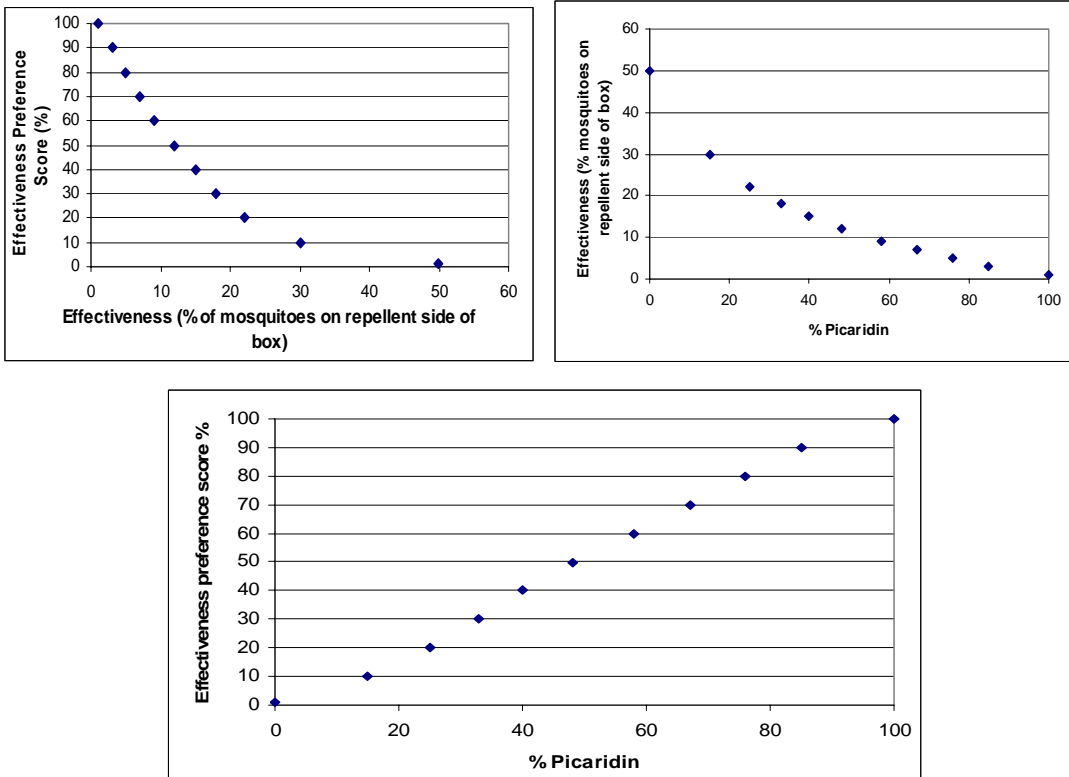 100
90
80
70
60
50
40
30
20
10
0
Effectiveness Preference
Score (%)
0 10 20 30 40 50 60
Effectiveness (% of mosquitoes on repellent side of
box)
60
50
40
30
20
10
0
Effectiveness (% mosquitoes on
repellent side of box)
0 20 40 60 80 100
% Picaridin
100
90
80
70
60
50
40
30
20
10
0
Effectiveness preference score %
0 20 40 60 80 100
% Picaridin